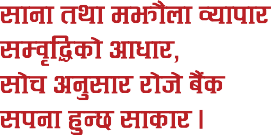 साना तथा मझौला व्यापार
सम्वृद्धिको आधार,
सोच अनुसार रोजे बैंक
सपना हुन्छ साकार ।